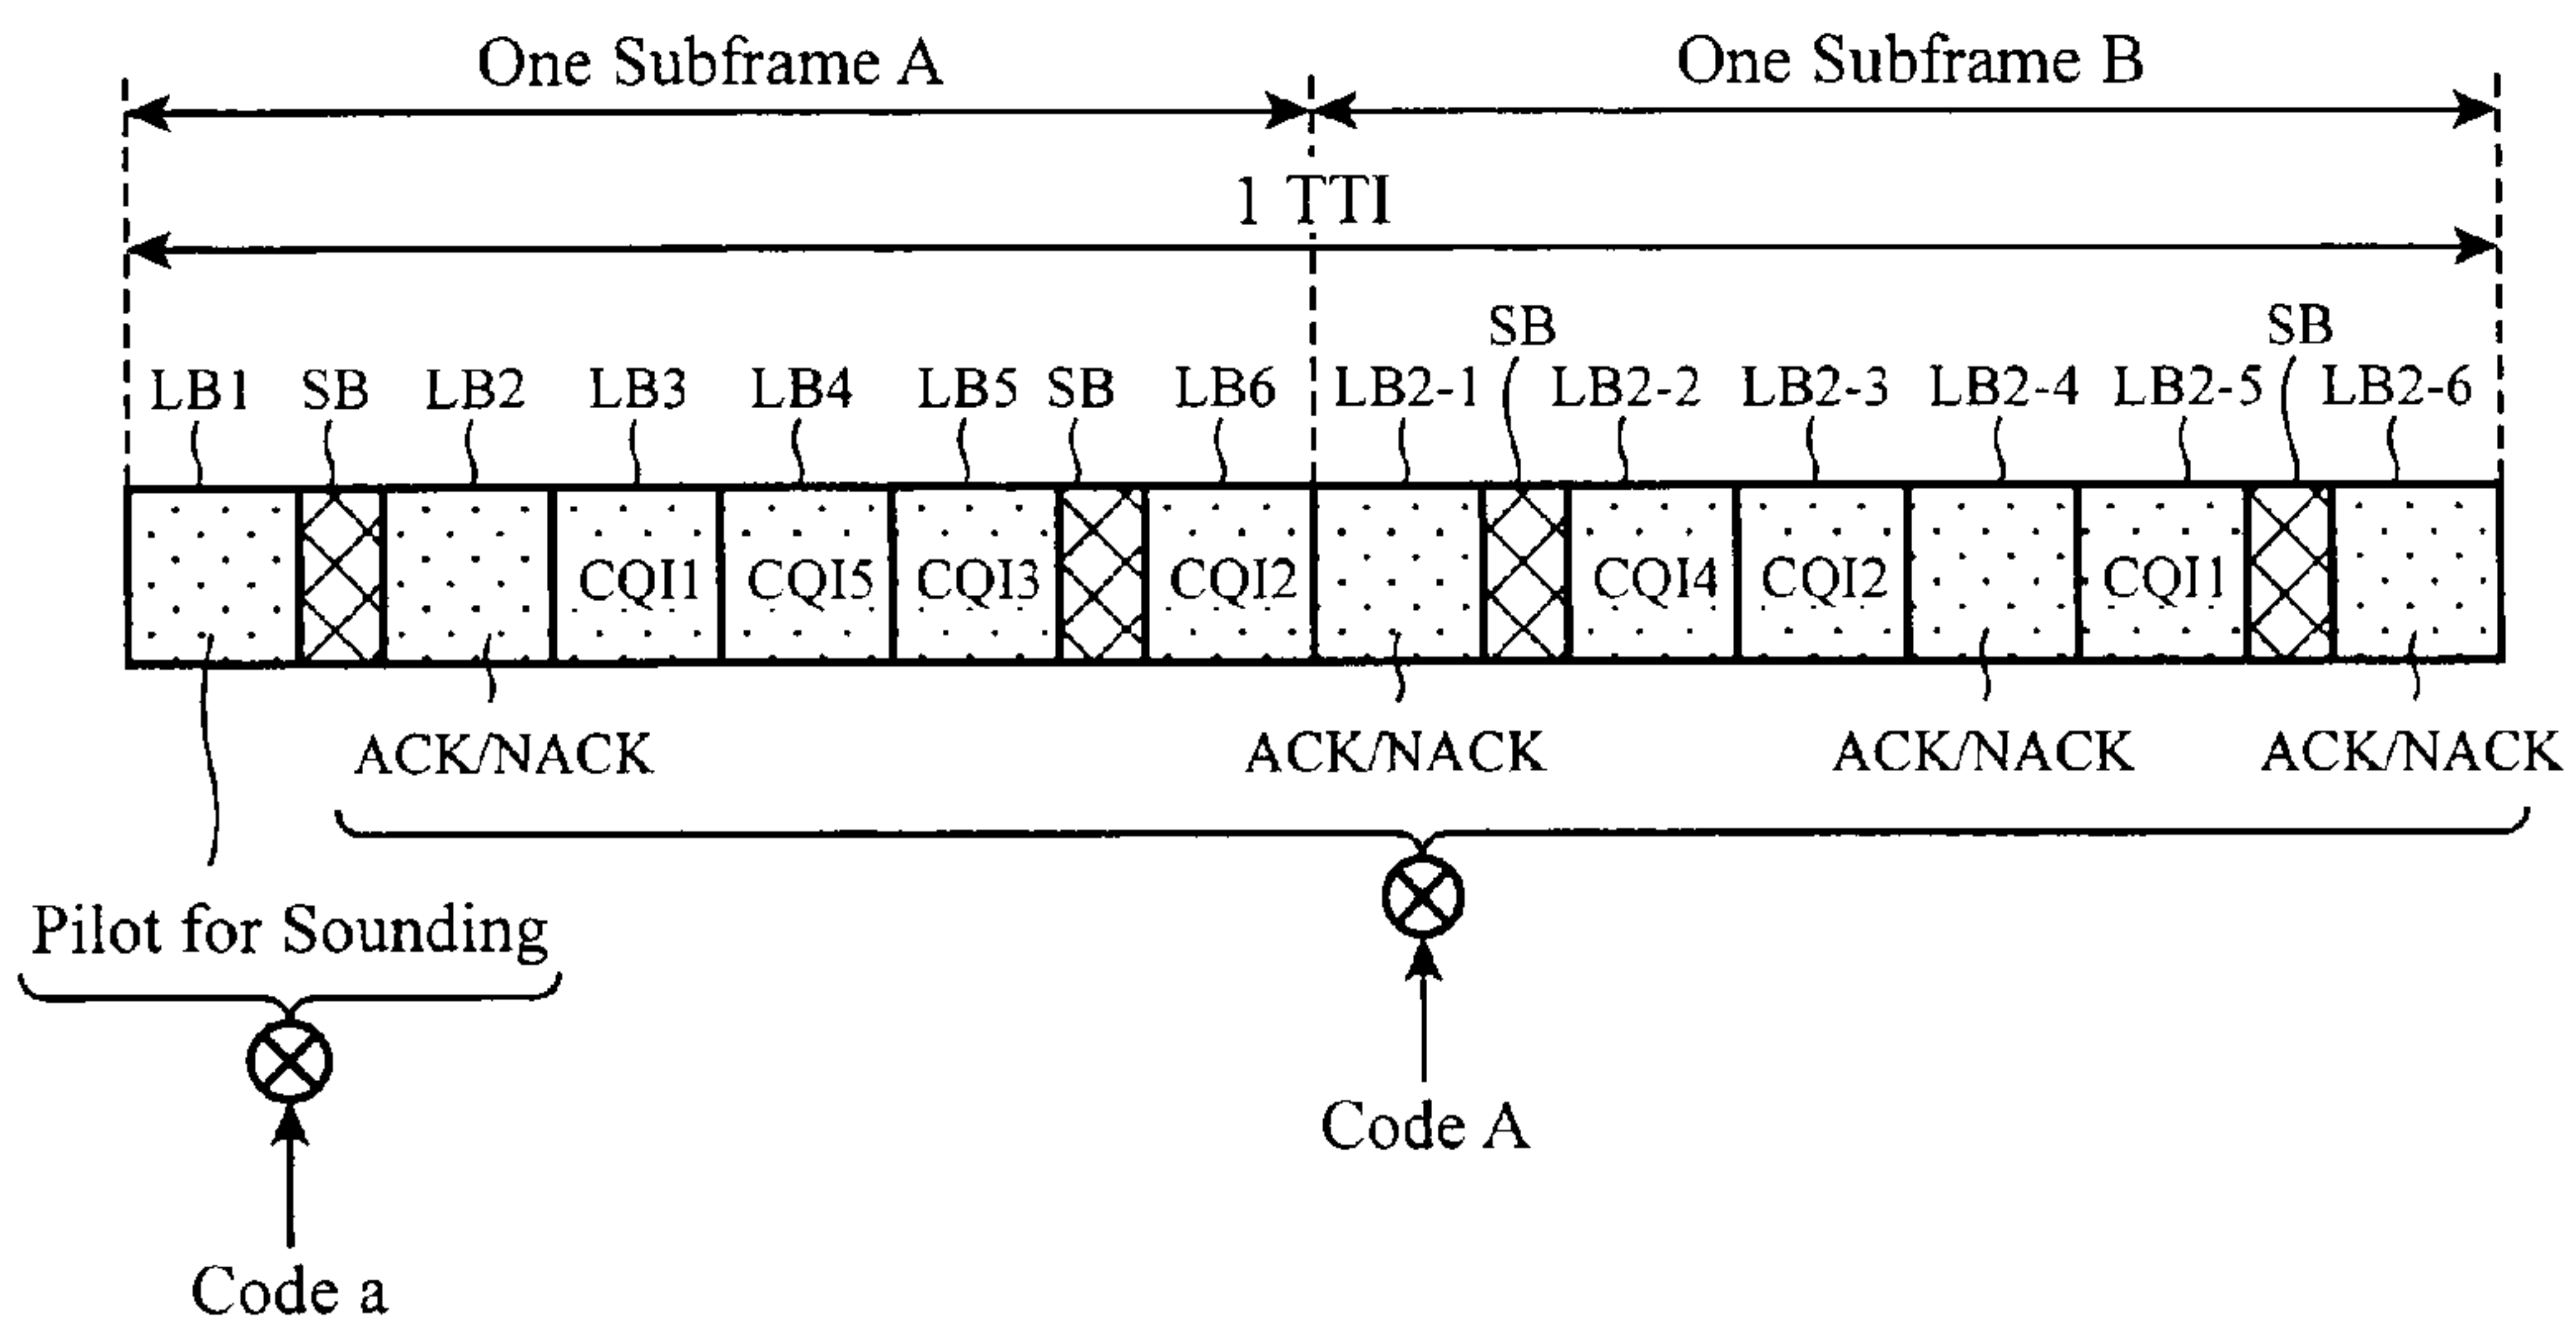 One Subframe A One Subframe B
1 TTI
SB SB
LB1 SB LB2 LB3 LB4 LB5 SB LB6 LB2-1 LB2-2 LB2-3 LB2-4 LB2-5 LB2-6
CQI1 CQI5 CQI3 CQI2 CQI4 CQI2 CQI1
ACK/NACK ACK/NACK ACK/NACK ACK/NACK
Pilot for Sounding
Code A
Code a